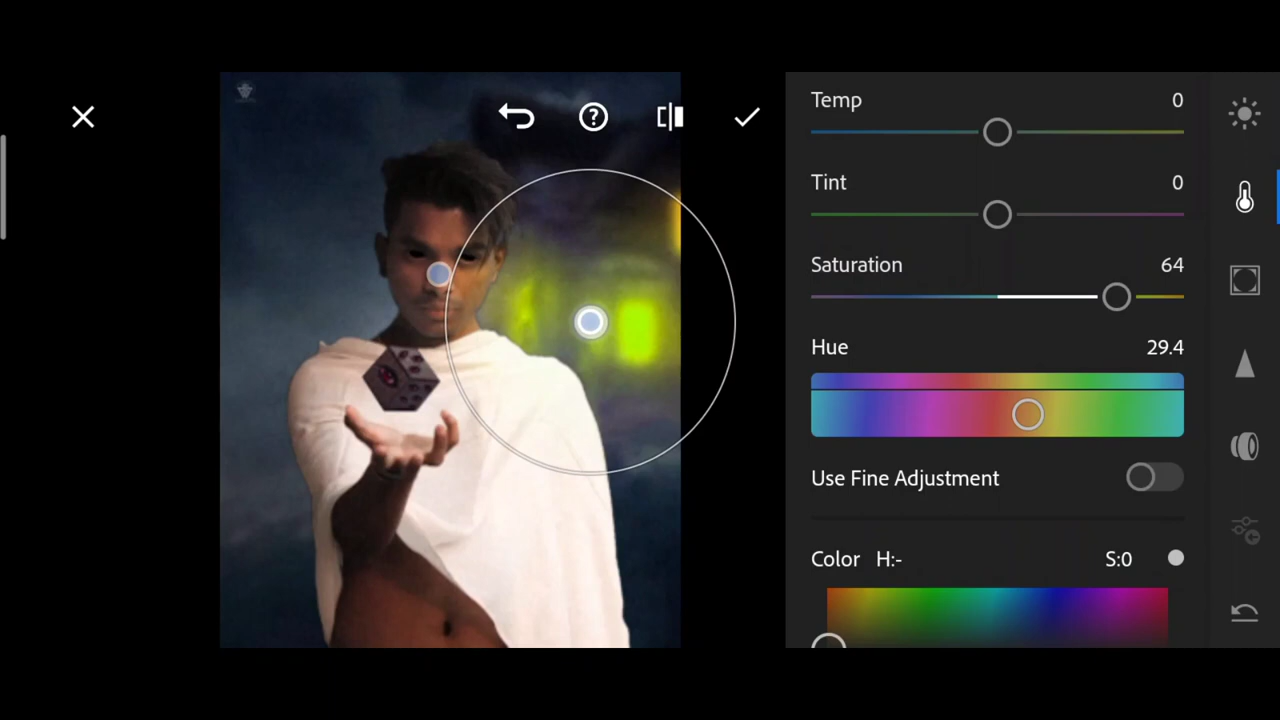 Temp 0
Tint 0
Saturation 64
Hue 29.4
Use Fine Adjustment
Color H:- S:0